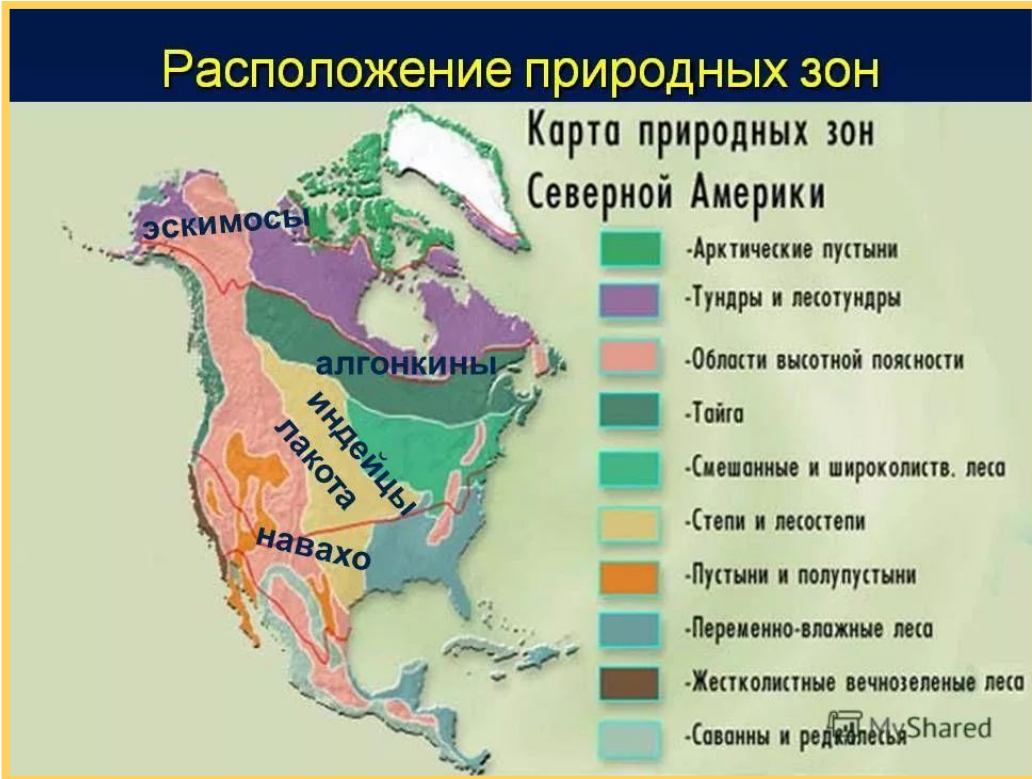 Расположение природных зон
Карта природных зон
Северной Америки
эскимосы
алгонкины
индейцы
лакота
навахо
-Арктические пустыни
-Тундры и лесотундры
-Области высотной поясности
-Тайга
-Смешанные и широколиств. леса
-Степи и лесостепи
-Пустыни и полупустыни
-Переменно-влажные леса
-Жестколистные вечнозеленые леса
-Саванны и редколесья
MyShared